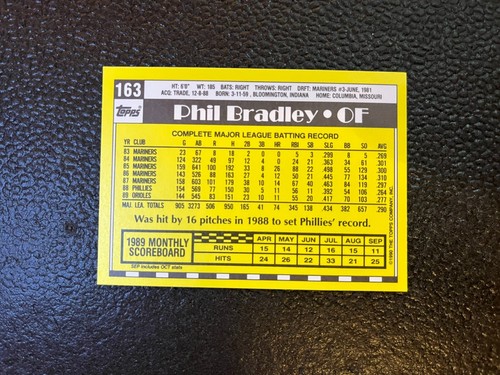 163
HT: 6'0" WT: 185 BATS: RIGHT THROWS: RIGHT DRFT: MARINERS #3-JUNE, 1981
ACQ: TRADE, 12-8-88 BORN: 3-11-59, BLOOMINGTON, INDIANA HOME: COLUMBIA, MISSOURI
Topps
Phil Bradley • OF
COMPLETE MAJOR LEAGUE BATTING RECORD
YR CLUB G AB R H 2B 3B HR RBI SB SLG BB SO AVG
83 MARINERS 23 67 8 18 2 0 0 5 3 .299 8 5 .269
84 MARINERS 124 322 49 97 12 4 0 24 21 .363 34 61 .301
85 MARINERS 159 641 100 192 33 8 26 88 22 .498 55 129 .300
86 MARINERS 143 526 88 163 27 4 12 50 21 .445 77 134 .310
87 MARINERS 158 603 101 179 38 10 14 67 40 .463 84 119 .297
88 PHILLIES 154 569 77 150 30 5 11 56 11 .392 54 106 .264
89 ORIOLES 144 545 83 151 23 10 11 55 20 .417 70 103 .277
MAJ. LEA. TOTALS 905 3273 506 950 165 41 74 345 138 .434 382 657 .290
Was hit by 16 pitches in 1988 to set Phillies' record.
1989 MONTHLY SCOREBOARD
APR MAY JUN JUL AUG SEP
RUNS 15 14 12 16 15 11
HITS 24 26 22 33 21 25
SEP includes OCT stats